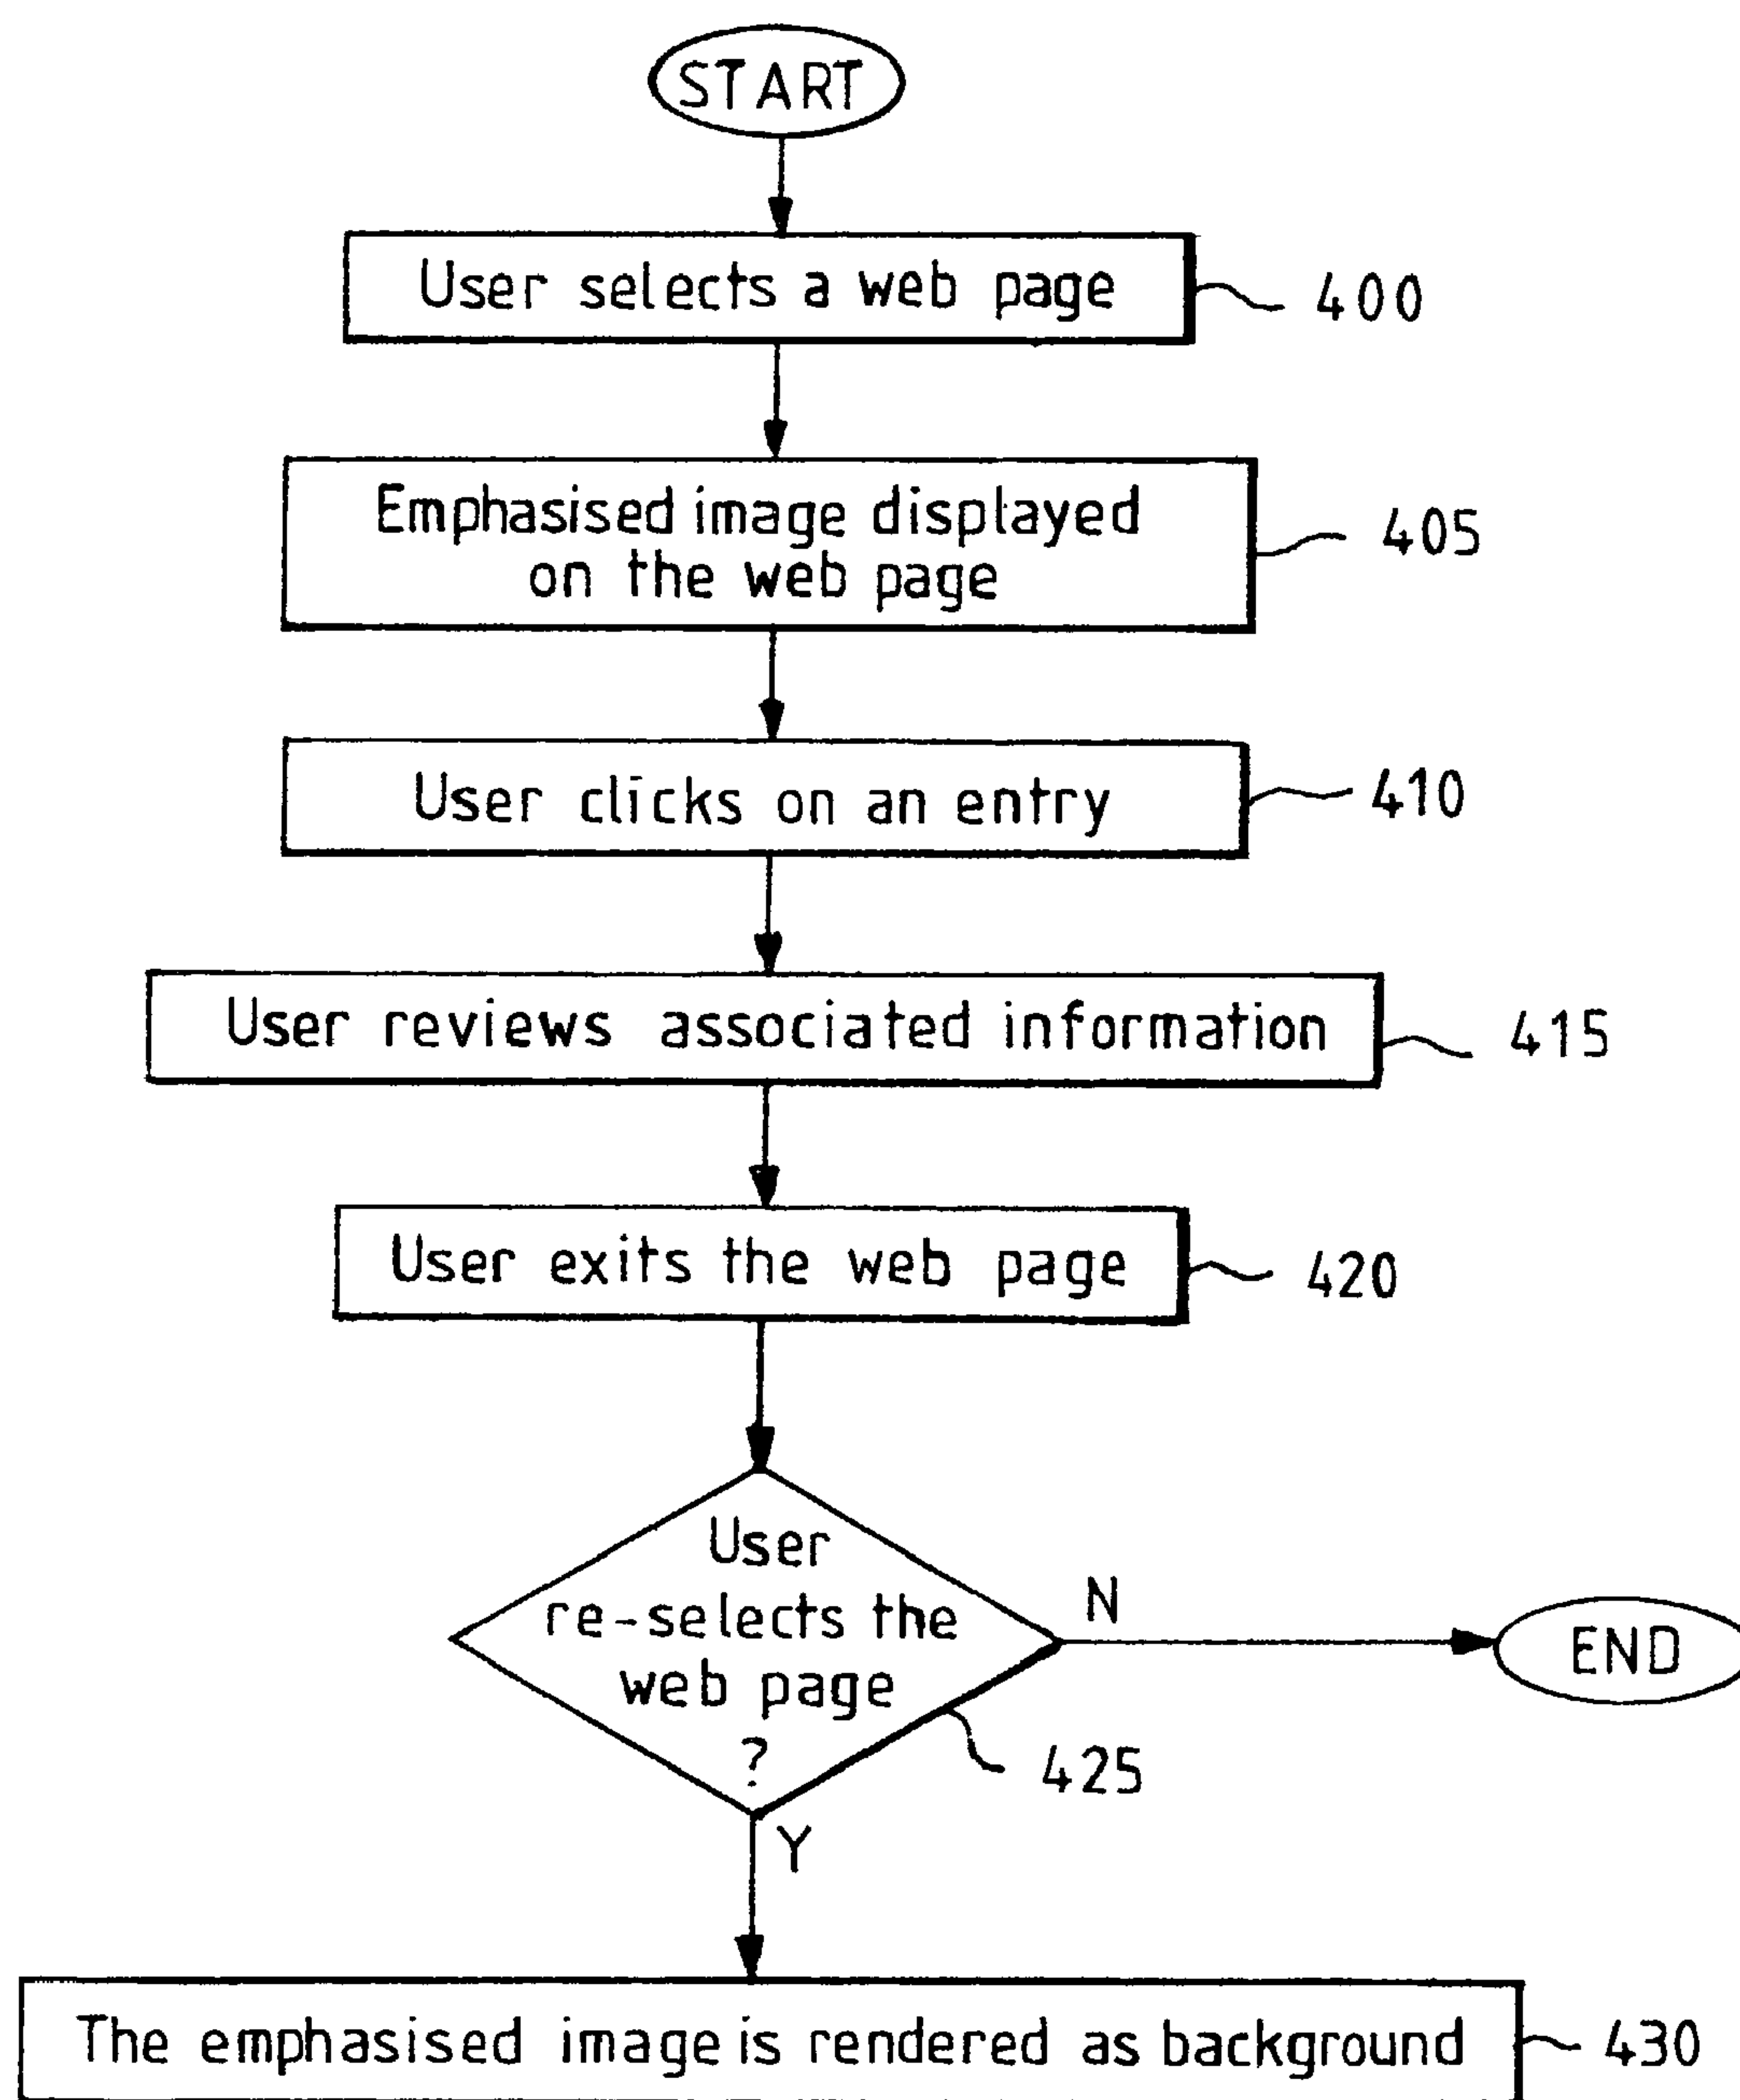 START
User selects a web page
400
Emphasised image displayed
on the web page
405
User clicks on an entry
410
User reviews associated information
415
User exits the web page
420
User
re-selects the
web page
?
N
END
425
Y
The emphasised image is rendered as background
430